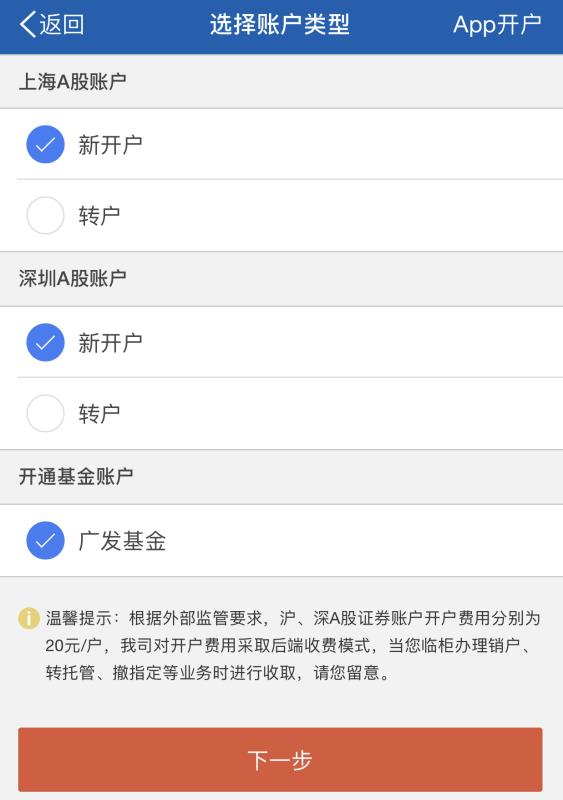 返回 选择账户类型 App开户
上海A股账户
新开户
转户
深圳A股账户
新开户
转户
开通基金账户
广发基金
温馨提示：根据外部监管要求，沪、深A股证券账户开户费用分别为
20元/户，我司对开户费用采取后端收费模式，当您临柜办理销户、
转托管、撤指定等业务时进行收取，请您留意。
下一步